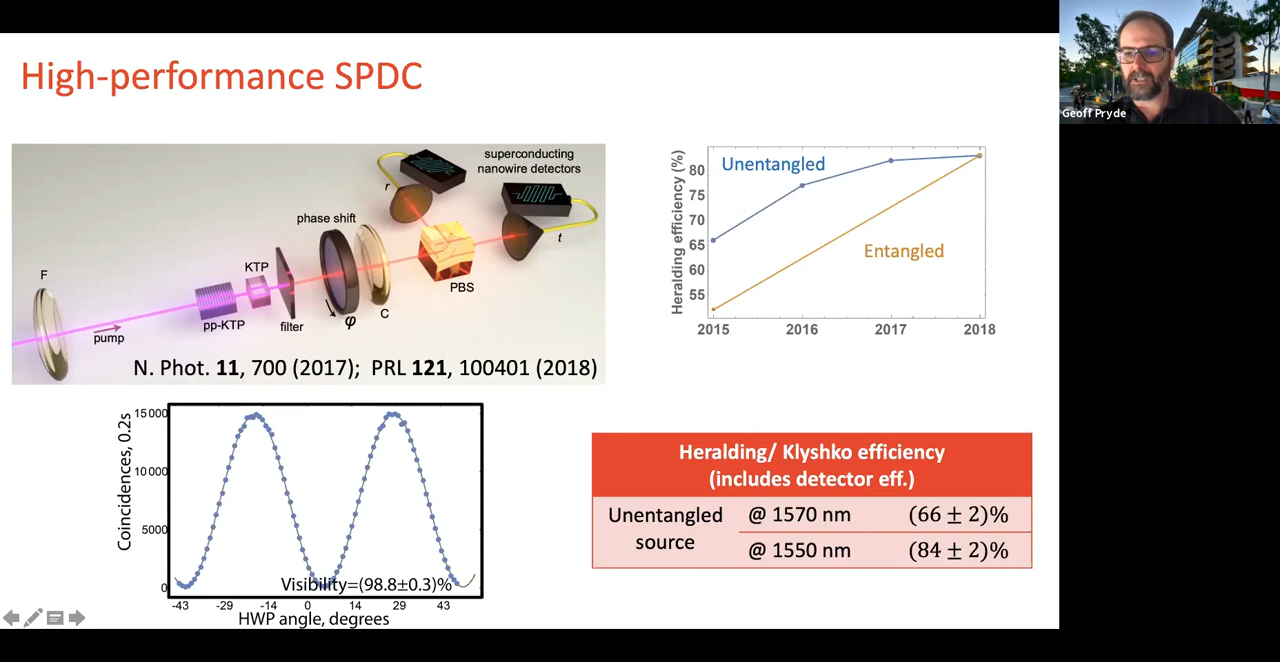 High-performance SPDC
Geoff Pryde
superconducting
nanowire detectors
r
phase shift
t
F
KTP
PBS
pp-KTP
filter
φ
C
pump
N. Phot. 11, 700 (2017); PRL 121, 100401 (2018)
Heralding efficiency (%)
80
75
70
65
60
55
Unentangled
Entangled
2015 2016 2017 2018
Coincidences, 0.2s
15000
10000
5000
0
Visibility=(98.8±0.3)%
-43 -29 -14 0 14 29 43
HWP angle, degrees
Heralding/ Klyshko efficiency
(includes detector eff.)
Unentangled
source
@ 1570 nm (66 ± 2)%
@ 1550 nm (84 ± 2)%